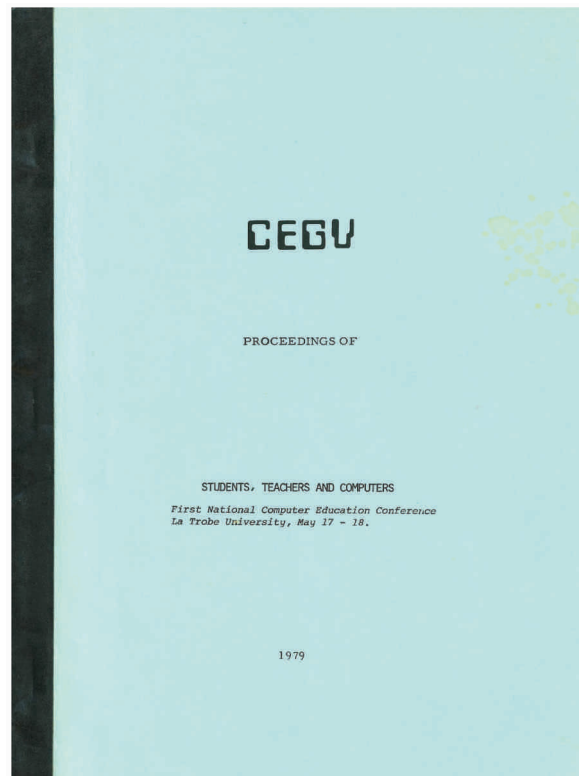 CEGV
PROCEEDINGS OF
STUDENTS, TEACHERS AND COMPUTERS
First National Computer Education Conference
La Trobe University, May 17 - 18.
1979